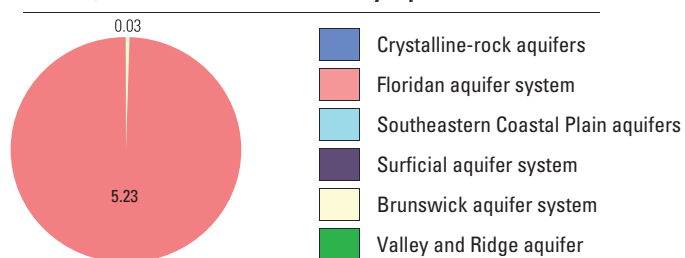 0.03
5.23
Crystalline-rock aquifers
Floridan aquifer system
Southeastern Coastal Plain aquifers
Surficial aquifer system
Brunswick aquifer system
Valley and Ridge aquifer